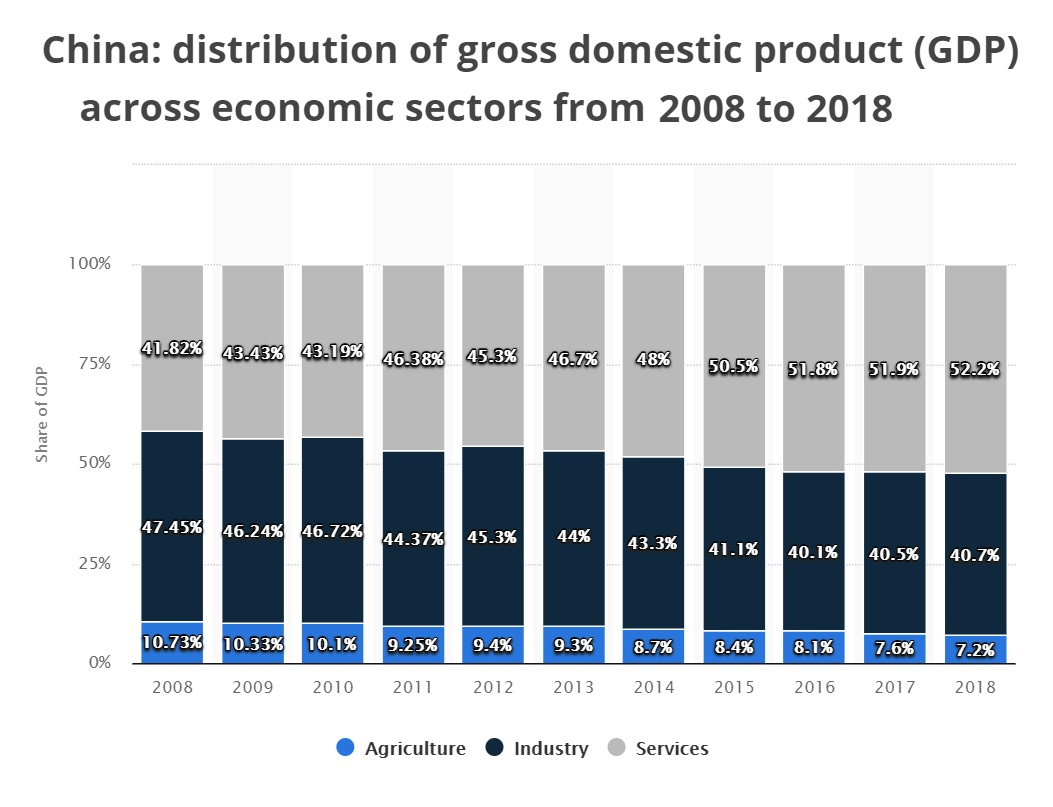 China: distribution of gross domestic product (GDP)
across economic sectors from 2008 to 2018
Share of GDP
100%
75%
50%
25%
0%
41.82% 43.43% 43.19% 46.38% 45.3% 46.7% 48% 50.5% 51.8% 51.9% 52.2%
47.45% 46.24% 46.72% 44.37% 45.3% 44% 43.3% 41.1% 40.1% 40.5% 40.7%
10.73% 10.33% 10.1% 9.25% 9.4% 9.3% 8.7% 8.4% 8.1% 7.6% 7.2%
2008 2009 2010 2011 2012 2013 2014 2015 2016 2017 2018
Agriculture Industry Services